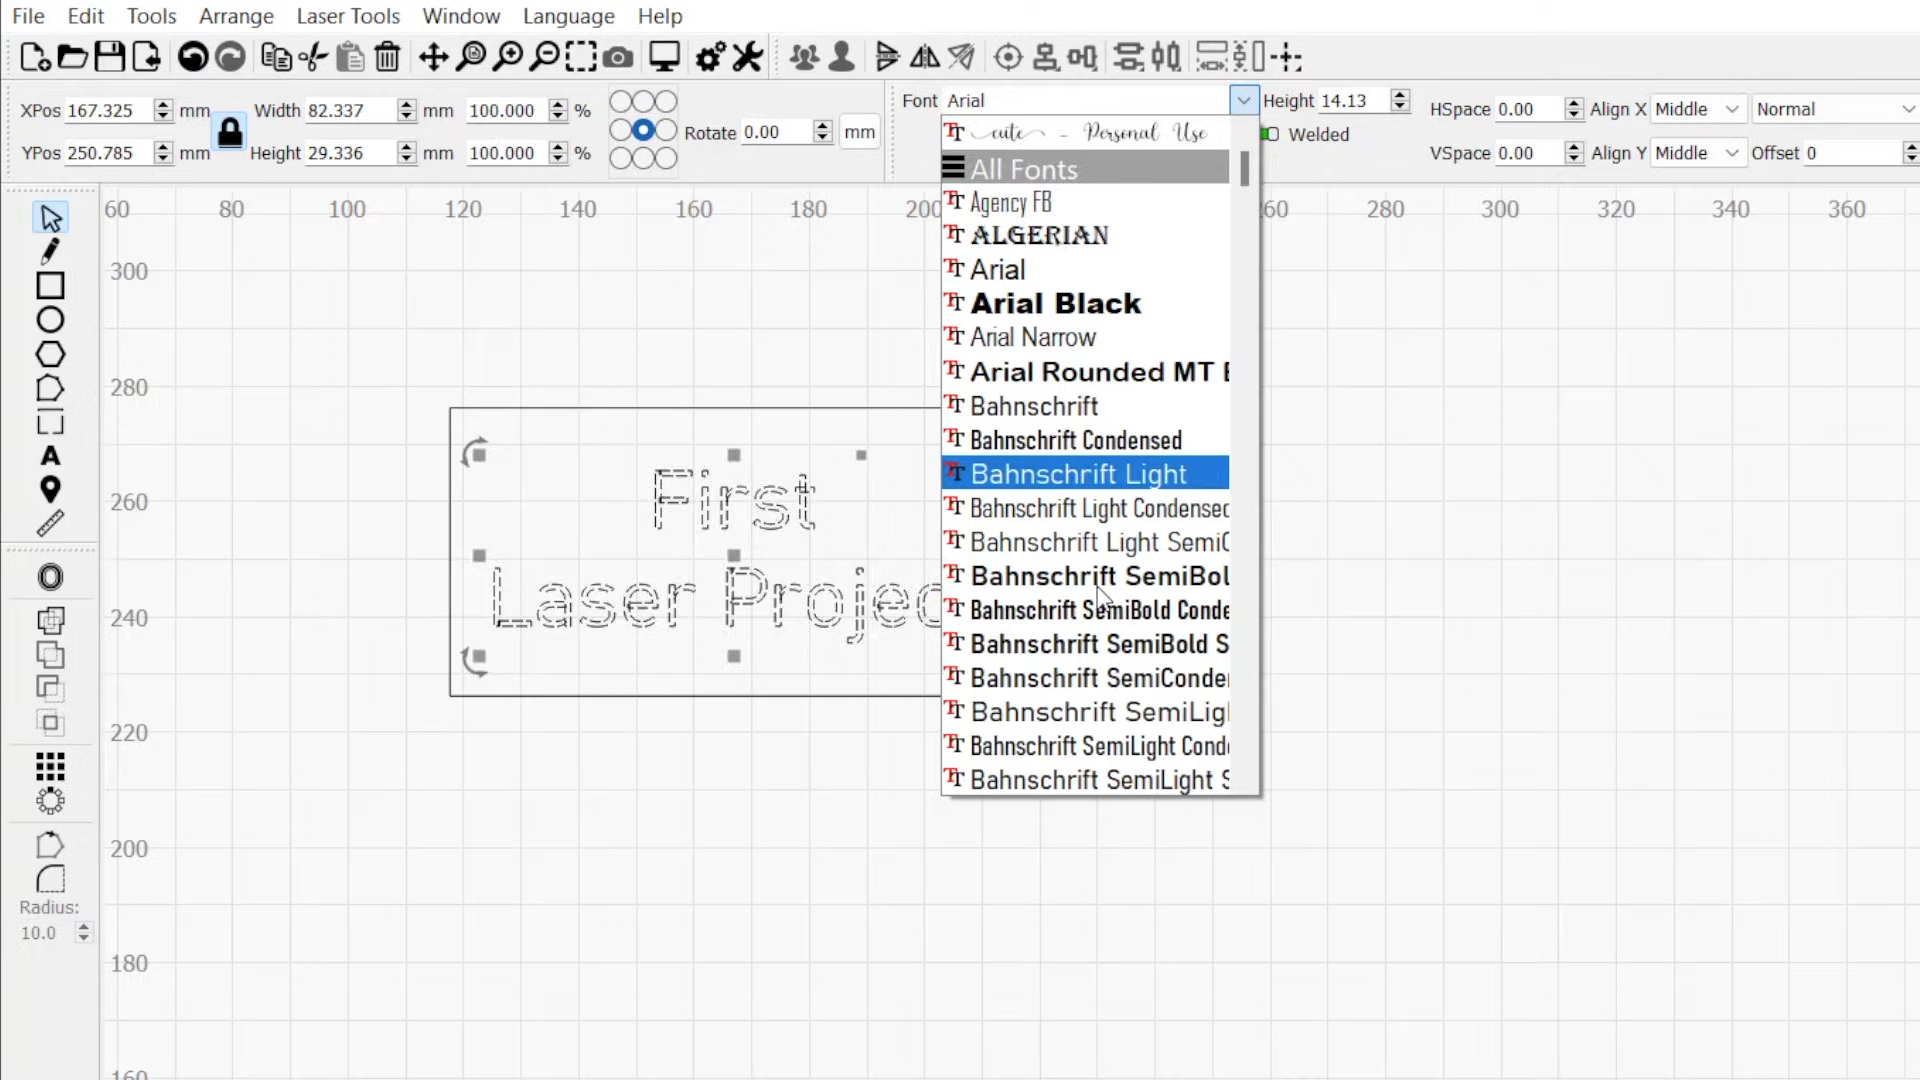 File Edit Tools Arrange Laser Tools Window Language Help
XPos 167.325 mm Width 82.337 mm 100.000 % Rotate 0.00 mm Font Arial Height 14.13 HSpace 0.00 Align X Middle Normal
YPos 250.785 mm Height 29.336 mm 100.000 % Welded VSpace 0.00 Align Y Middle Offset 0
cute - Personal Use
All Fonts
Agency FB
ALGERIAN
Arial
Arial Black
Arial Narrow
Arial Rounded MT B
Bahnschrift
Bahnschrift Condensed
Bahnschrift Light
Bahnschrift Light Condensed
Bahnschrift Light SemiC
Bahnschrift SemiBol
Bahnschrift SemiBold Conde
Bahnschrift SemiBold S
Bahnschrift SemiConde
Bahnschrift SemiLig
Bahnschrift SemiLight Cond
Bahnschrift SemiLight S
60 80 100 120 140 160 180 200 260 280 300 320 340 360
300
280
260
240
220
200
180
160
First
Laser Projec
Radius:
10.0